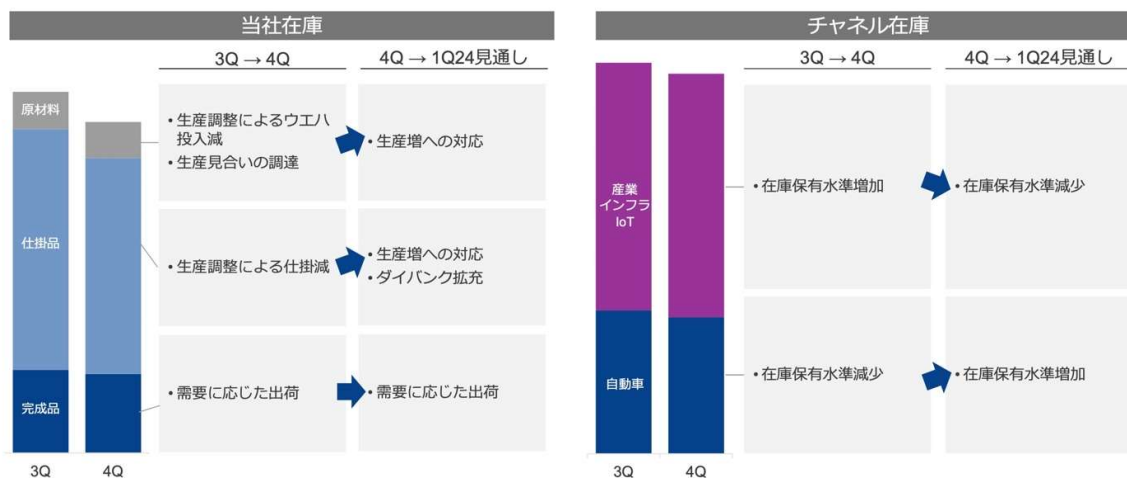 当社在庫
3Q → 4Q
4Q → 1Q24見通し
原材料
仕掛品
完成品
3Q
4Q
• 生産調整によるウエハ
投入減
• 生産見合いの調達
• 生産増への対応
• 生産調整による仕掛減
• 生産増への対応
• ダイバンク拡充
• 需要に応じた出荷
• 需要に応じた出荷
チャネル在庫
3Q → 4Q
4Q → 1Q24見通し
産業
インフラ
IoT
自動車
3Q
4Q
• 在庫保有水準増加
• 在庫保有水準減少
• 在庫保有水準減少
• 在庫保有水準増加